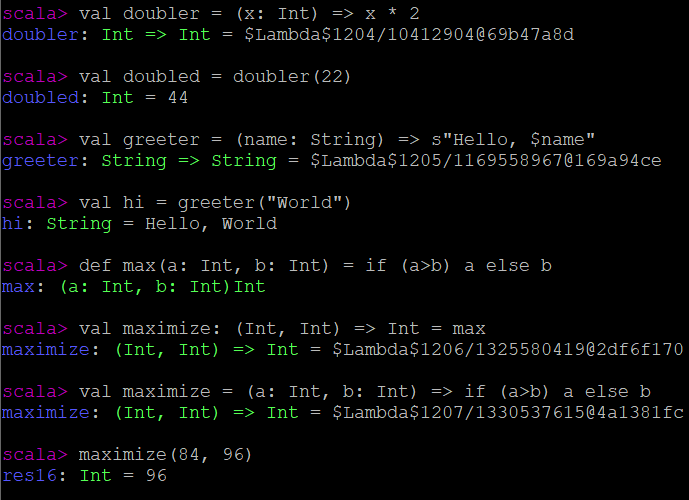 scala> val doubler = (x: Int) => x * 2
doubler: Int => Int = $Lambda$1204/10412904@69b47a8d
scala> val doubled = doubler(22)
doubled: Int = 44
scala> val greeter = (name: String) => s"Hello, $name"
greeter: String => String = $Lambda$1205/1169558967@169a94ce
scala> val hi = greeter("World")
hi: String = Hello, World
scala> def max(a: Int, b: Int) = if (a>b) a else b
max: (a: Int, b: Int)Int
scala> val maximize: (Int, Int) => Int = max
maximize: (Int, Int) => Int = $Lambda$1206/1325580419@2df6f170
scala> val maximize = (a: Int, b: Int) => if (a>b) a else b
maximize: (Int, Int) => Int = $Lambda$1207/1330537615@4a1381fc
scala> maximize(84, 96)
res16: Int = 96